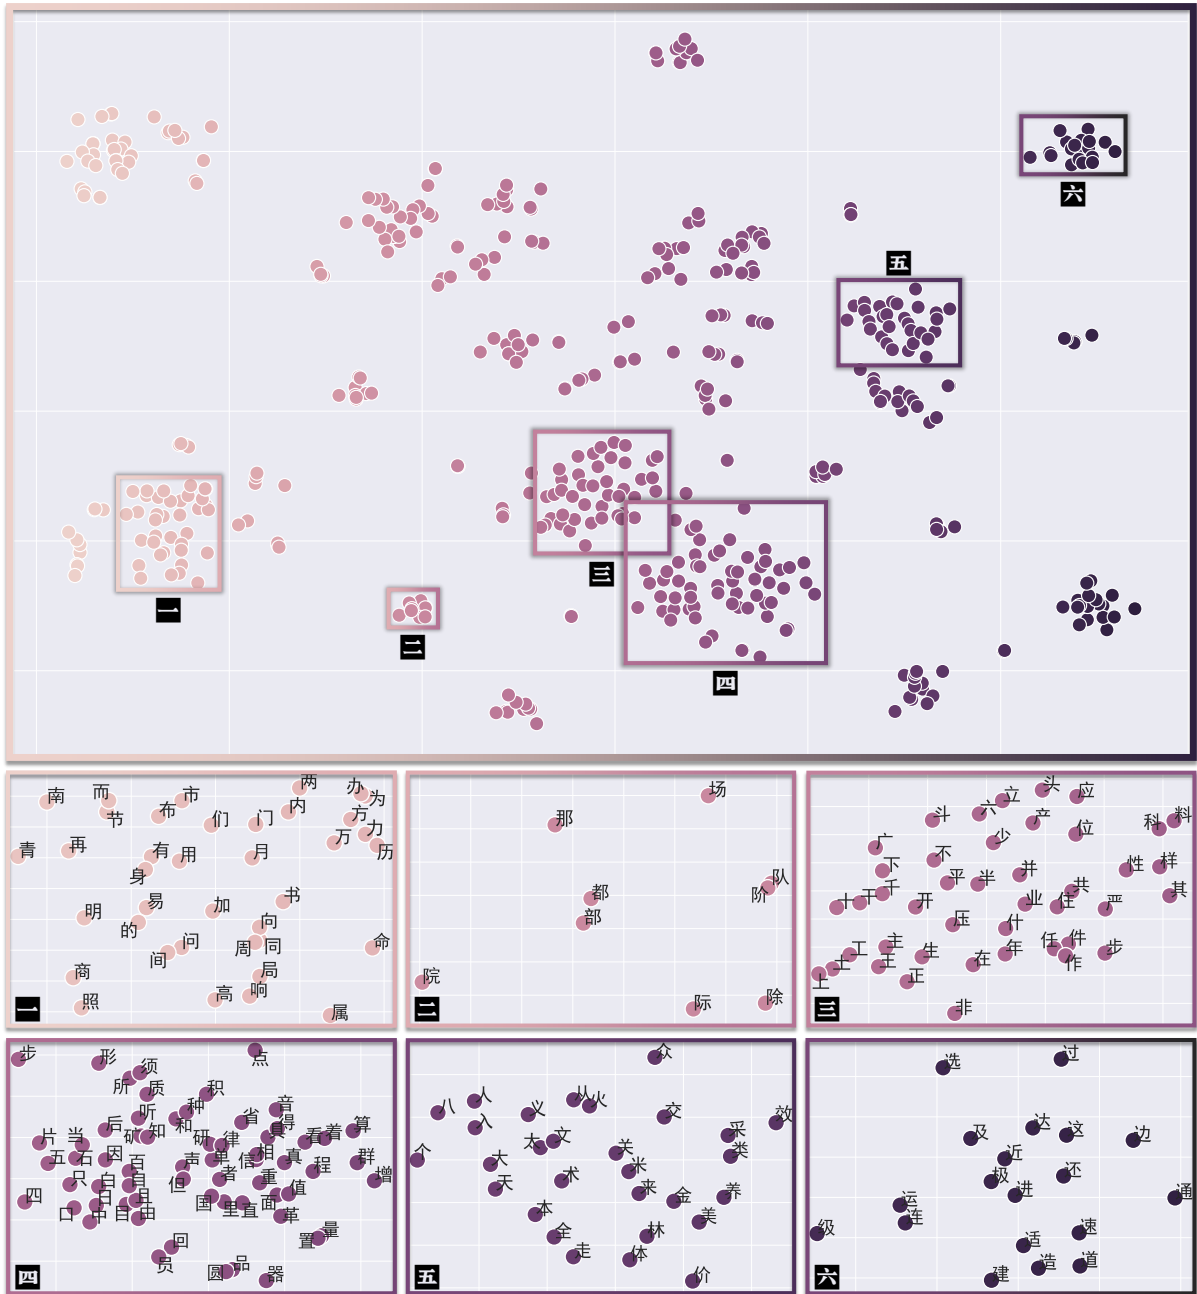 六
五
三
一
二
四
南 而 市 两 办 为
节 布 们 门 内 方
青 再 有 用 月 万 力 历
身
明 易 加 书
的 向
间 问 周 同 命
商 局
照 高 响 属
一
场
那
队
都 阶
部
院
际 除
二
头 应
斗 六 立 产 科 料
广 少 位
下 不 并 性 样
千 平 半 共 其
十 干 开 业 住 严
压 什
工 主 生 年 任 件 步
上 土 王 正 在 作
非
三
步 形 须 点
所 质 积
听 种 省 音
后 和 得 算
片 当 矿 知 研 律 看 着
五 石 因 百 声 单 信 相 真 程 群
只 白 自 但 者 重 值 增
四 日 且 国 里 直 面
口 中 目 由 革
回 置 量
员 圆 品 器
四
众
人 从 火
八 入 义 交 效
太 文 采
个 大 关 类
天 术 米
本 来 金 养
全 林 美
走 体
价
五
选 过
达 这 边
及 近
极 进 还
运 通
级 连 适 速
建 造 道
六